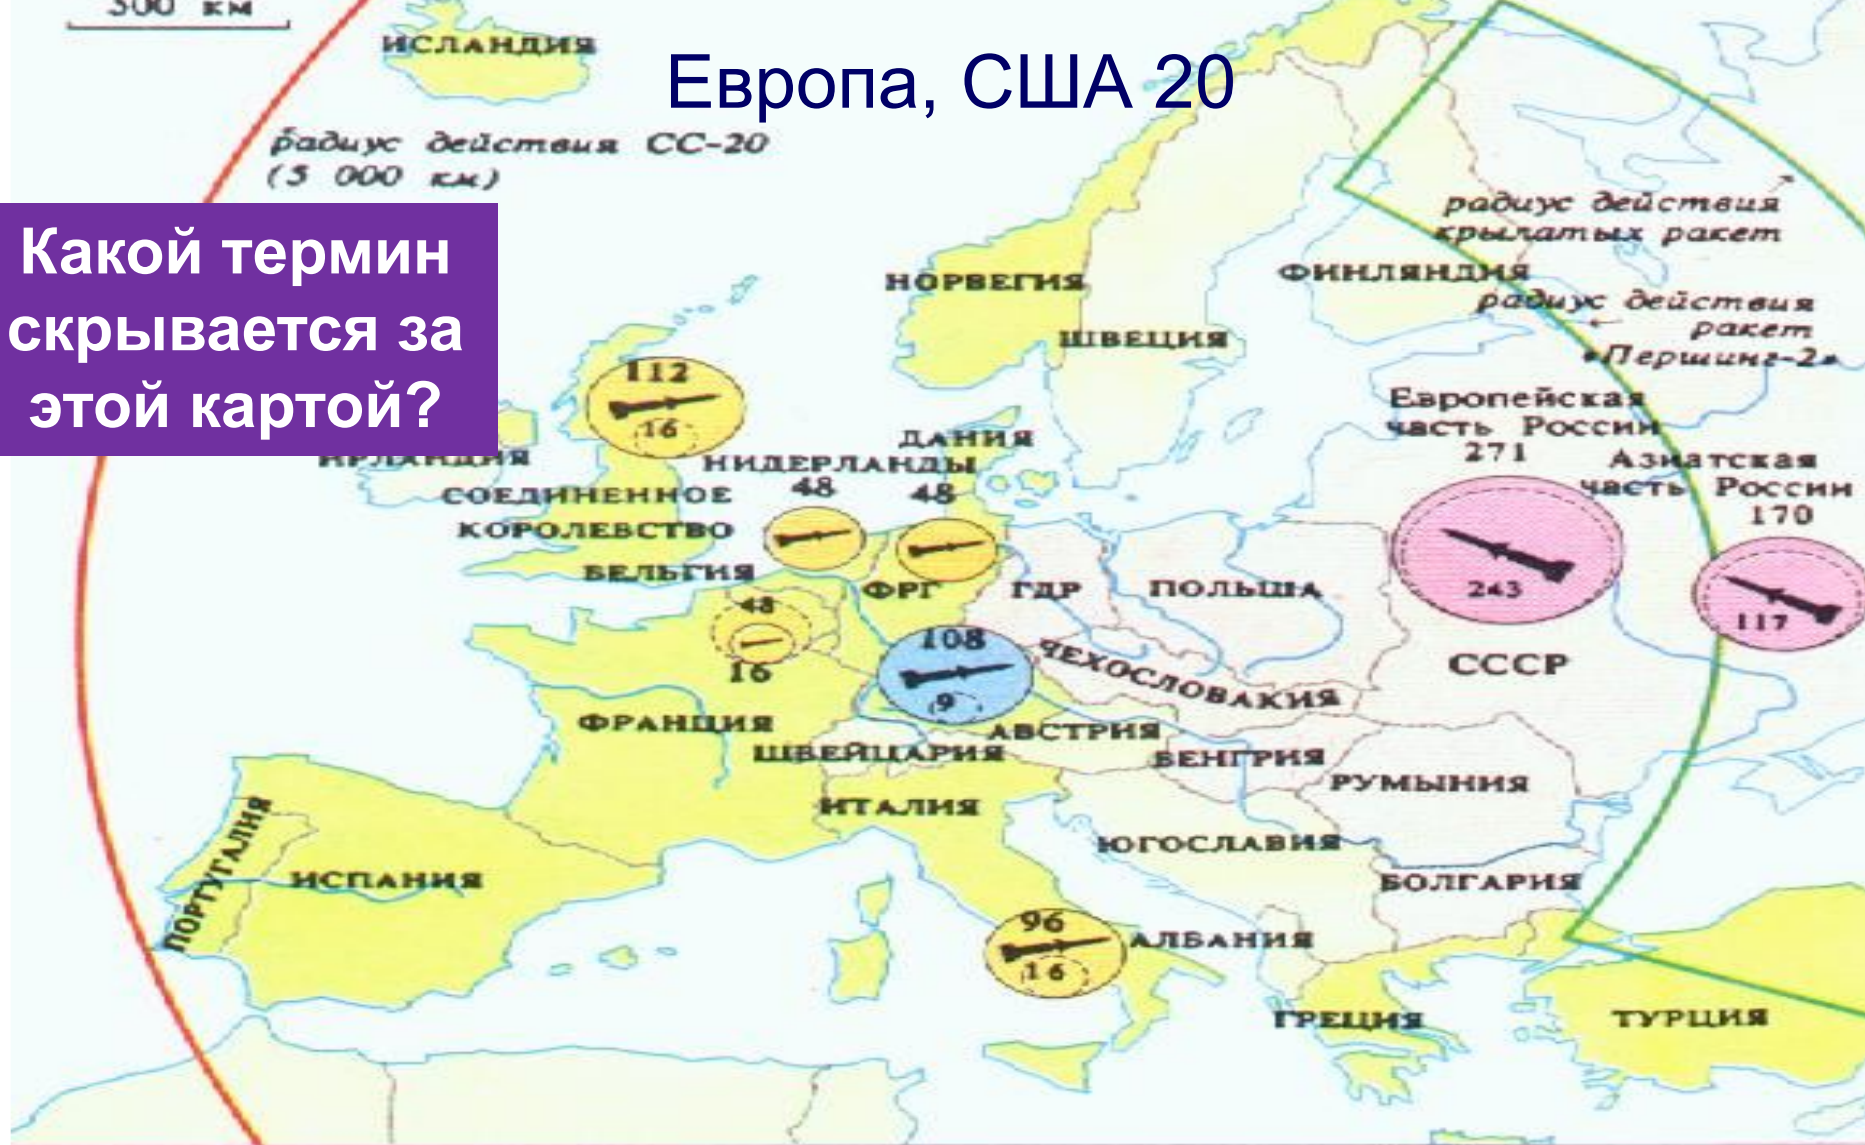 500 км
ИСЛАНДИЯ
Европа, США 20
радиус действия СС-20
(5 000 км)
Какой термин
скрывается за
этой картой?
радиус действия
крылатых ракет
НОРВЕГИЯ
ФИНЛЯНДИЯ
радиус действия
ракет
«Першинг-2»
ШВЕЦИЯ
112
16
Европейская
часть России
271
243
Азиатская
часть России
170
117
ДАНИЯ
ИРЛАНДИЯ
НИДЕРЛАНДЫ
48
48
СОЕДИНЕННОЕ
КОРОЛЕВСТВО
БЕЛЬГИЯ
48
16
ФРГ
ГДР
ПОЛЬША
108
9
ЧЕХОСЛОВАКИЯ
СССР
ФРАНЦИЯ
АВСТРИЯ
ШВЕЙЦАРИЯ
ВЕНГРИЯ
РУМЫНИЯ
ИТАЛИЯ
ЮГОСЛАВИЯ
ПОРТУГАЛИЯ
ИСПАНИЯ
БОЛГАРИЯ
96
16
АЛБАНИЯ
ГРЕЦИЯ
ТУРЦИЯ